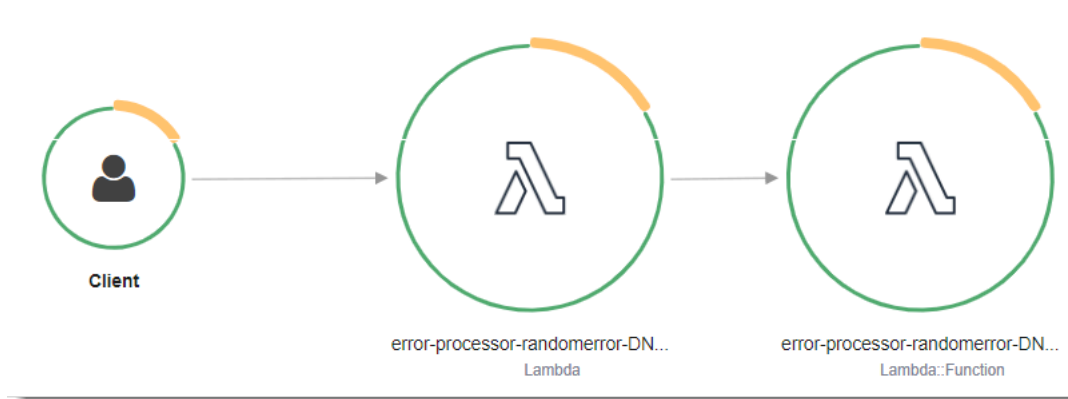 Client
error-processor-randomerror-DN...
Lambda
error-processor-randomerror-DN...
Lambda::Function